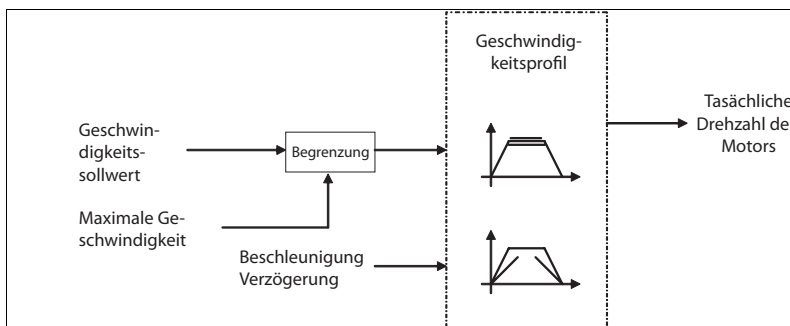 Geschwindig-
keitsprofil
Tasächliche
Drehzahl de
Motors
Geschwin-
digkeits-
sollwert
Begrenzung
Maximale Ge-
schwindigkeit
Beschleunigung
Verzögerung